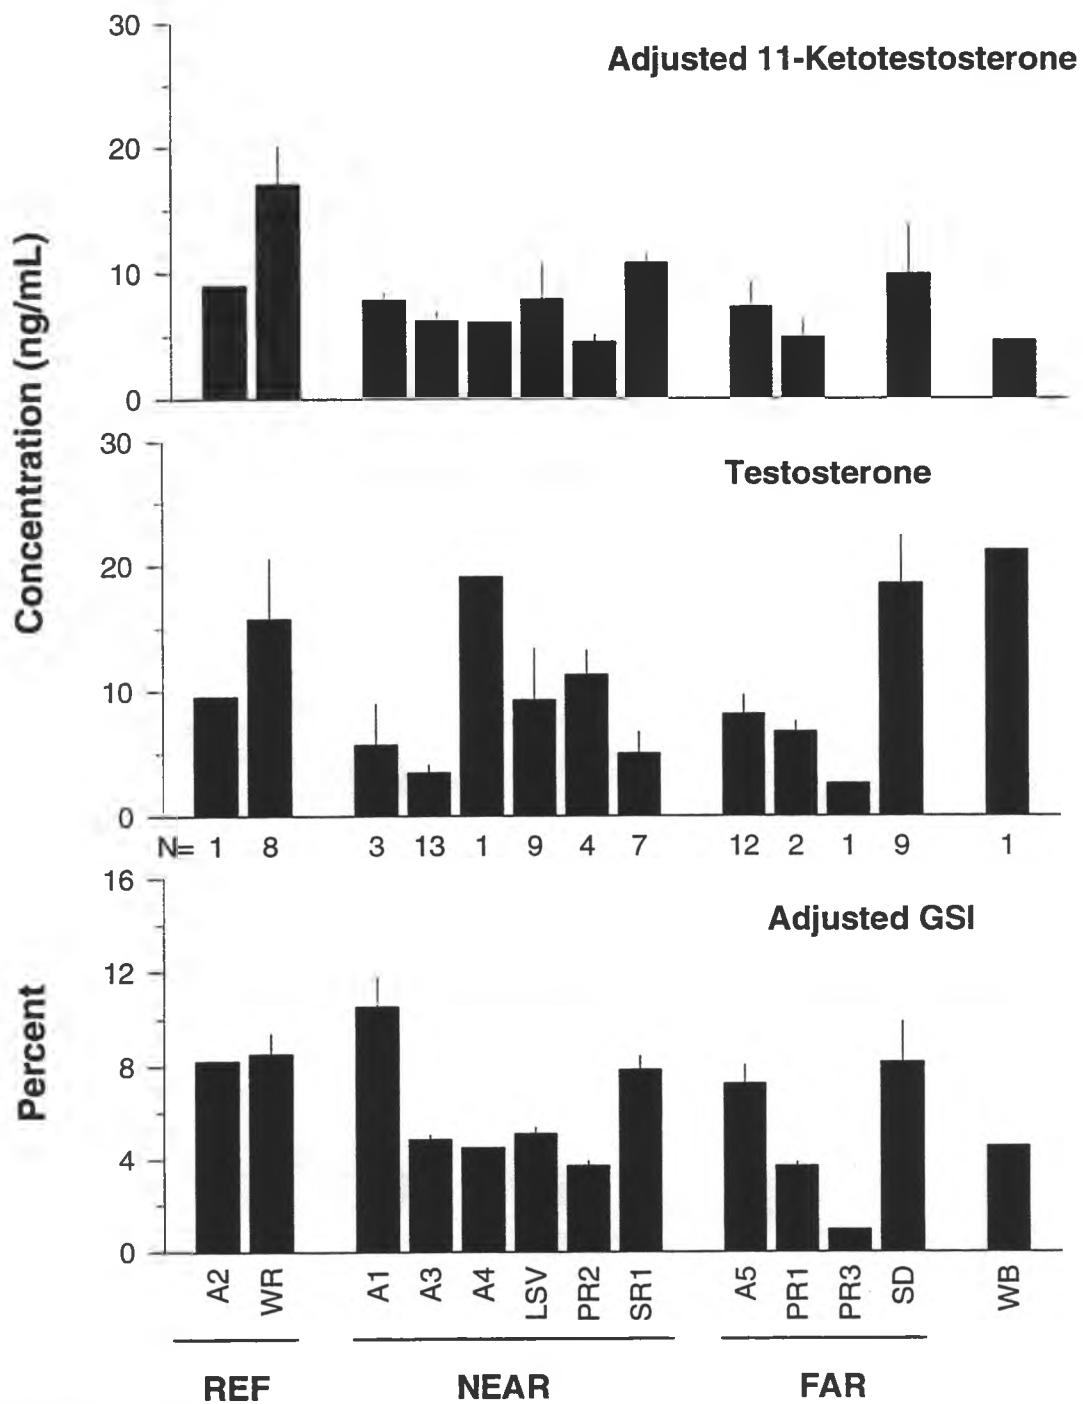 Adjusted 11-Ketotestosterone
30
20
10
0
Concentration (ng/mL)
Testosterone
30
20
10
0
N= 1 8 3 13 1 9 4 7 12 2 1 9 1
Adjusted GSI
16
12
8
4
0
Percent
A2 WR A1 A3 A4 LSV PR2 SR1 A5 PR1 PR3 SD WB
REF NEAR FAR